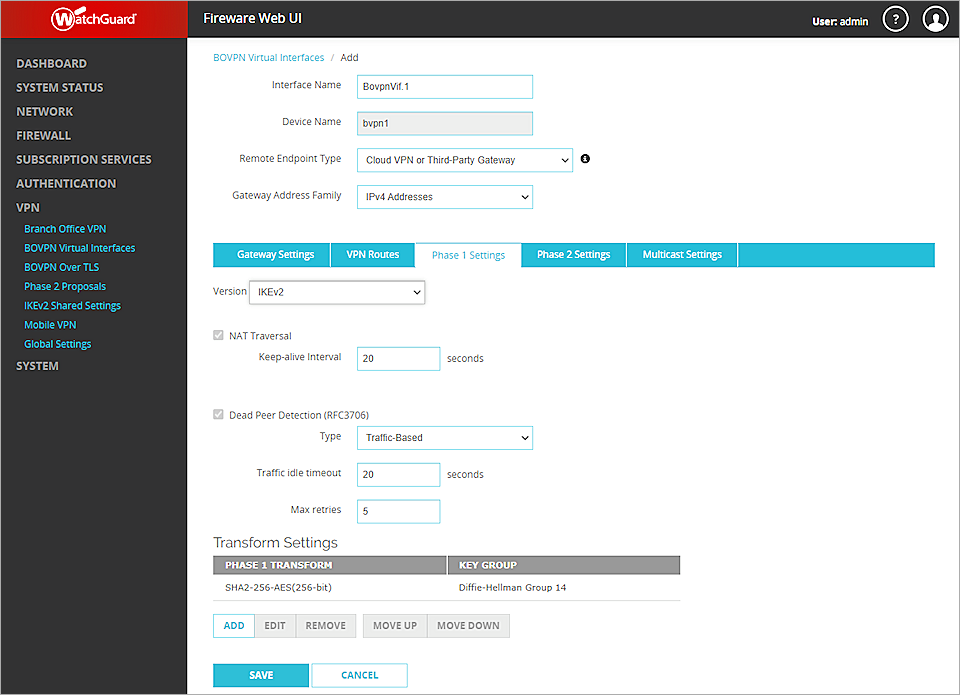 WatchGuard
Fireware Web UI
User: admin
?
DASHBOARD
SYSTEM STATUS
NETWORK
FIREWALL
SUBSCRIPTION SERVICES
AUTHENTICATION
VPN
Branch Office VPN
BOVPN Virtual Interfaces
BOVPN Over TLS
Phase 2 Proposals
IKEv2 Shared Settings
Mobile VPN
Global Settings
SYSTEM
BOVPN Virtual Interfaces / Add
Interface Name BovpnVif.1
Device Name bvpn1
Remote Endpoint Type Cloud VPN or Third-Party Gateway
Gateway Address Family IPv4 Addresses
Gateway Settings VPN Routes Phase 1 Settings Phase 2 Settings Multicast Settings
Version IKEv2
NAT Traversal
Keep-alive Interval 20 seconds
Dead Peer Detection (RFC3706)
Type Traffic-Based
Traffic idle timeout 20 seconds
Max retries 5
Transform Settings
PHASE 1 TRANSFORM KEY GROUP
SHA2-256-AES(256-bit) Diffie-Hellman Group 14
ADD EDIT REMOVE MOVE UP MOVE DOWN
SAVE CANCEL